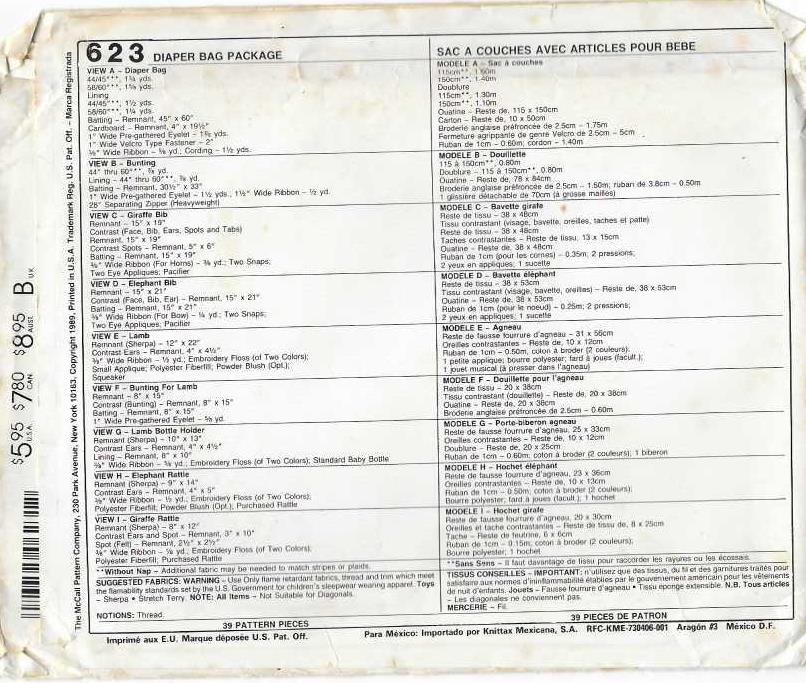 623 DIAPER BAG PACKAGE
VIEW A – Diaper Bag
44/45"***, 1¾ yds.
58/60"***, 1⅝ yds.
Lining
44/45"***, 1½ yds.
58/60"***, 1¼ yds.
Batting – Remnant, 45" x 60"
Cardboard – Remnant, 4" x 19½"
1" Wide Pre-gathered Eyelet – 1⅞ yds.
1" Wide Velcro Type Fastener – 2"
⅜" Wide Ribbon – ⅝ yd.; Cording – 1½ yds.
VIEW B – Bunting
44" thru 60"***, ⅞ yd.
Lining – 44" thru 60"***, ⅞ yd.
Batting – Remnant, 30½" x 33"
1" Wide Pre-gathered Eyelet – 1½ yds.; 1½" Wide Ribbon – ½ yd.
28" Separating Zipper (Heavyweight)
VIEW C – Giraffe Bib
Remnant – 15" x 19"
Contrast (Face, Bib, Ears, Spots and Tabs)
Remnant, 15" x 19"
Contrast Spots – Remnant, 5" x 6"
Batting – Remnant, 15" x 19"
⅜" Wide Ribbon (For Horns) – ⅜ yd.; Two Snaps;
Two Eye Appliques; Pacifier
VIEW D – Elephant Bib
Remnant – 15" x 21"
Contrast (Face, Bib, Ear) – Remnant, 15" x 21"
Batting – Remnant, 15" x 21"
⅜" Wide Ribbon (For Bow) – ¼ yd.; Two Snaps;
Two Eye Appliques; Pacifier
VIEW E – Lamb
Remnant (Sherpa) – 12" x 22"
Contrast Ears – Remnant, 4" x 4½"
⅜" Wide Ribbon – ½ yd.; Embroidery Floss (of Two Colors);
Small Applique; Polyester Fiberfill; Powder Blush (Opt.);
Squeaker
VIEW F – Bunting For Lamb
Remnant – 8" x 15"
Contrast (Bunting) – Remnant, 8" x 15"
Batting – Remnant, 8" x 15"
1" Wide Pre-gathered Eyelet – ⅝ yd.
VIEW G – Lamb Bottle Holder
Remnant (Sherpa) – 10" x 13"
Contrast Ears – Remnant, 4" x 4½"
Lining – Remnant, 8" x 10"
⅜" Wide Ribbon – ⅝ yd.; Embroidery Floss (of Two Colors); Standard Baby Bottle
VIEW H – Elephant Rattle
Remnant (Sherpa) – 9" x 14"
Contrast Ears – Remnant, 4" x 5"
⅜" Wide Ribbon – ½ yd.; Embroidery Floss (of Two Colors);
Polyester Fiberfill; Powder Blush (Opt.); Purchased Rattle
VIEW I – Giraffe Rattle
Remnant (Sherpa) – 8" x 12"
Contrast Ears and Spot – Remnant, 3" x 10"
Spot (Felt) – Remnant, 2½" x 2½"
⅜" Wide Ribbon – ⅛ yd.; Embroidery Floss (of Two Colors);
Polyester Fiberfill; Purchased Rattle
**Without Nap – Additional fabric may be needed to match stripes or plaids.
SUGGESTED FABRICS: WARNING – Use Only flame retardant fabrics, thread and trim which meet
the flammability standards set by the U.S. Government for children's sleepwear wearing apparel. Toys
– Sherpa • Stretch Terry. NOTE: All Items – Not Suitable for Diagonals.
NOTIONS: Thread.
39 PATTERN PIECES
SAC A COUCHES AVEC ARTICLES POUR BEBE
MODELE A – Sac à couches
115cm**, 1.60m
150cm**, 1.40m
Doublure
115cm**, 1.30m
150cm**, 1.10m
Ouatine – Reste de, 115 x 150cm
Carton – Reste de, 10 x 50cm
Broderie anglaise préfroncée de 2.5cm – 1.75m
Fermeture agrippante de genre Velcro de 2.5cm – 5cm
Ruban de 1cm – 0.60m; cordon – 1.40m
MODELE B – Douillette
115 à 150cm**, 0.80m
Doublure – 115 à 150cm**, 0.80m
Ouatine – Reste de, 78 x 84cm
Broderie anglaise préfroncée de 2.5cm – 1.50m; ruban de 3.8cm – 0.50m
1 glissière détachable de 70cm (à grosse mailles)
MODELE C – Bavette girafe
Reste de tissu – 38 x 48cm
Tissu contrastant (visage, bavette, oreilles, taches et patte)
Reste de tissu – 38 x 48cm
Taches contrastantes – Reste de tissu, 13 x 15cm
Ouatine – Reste de, 38 x 48cm
Ruban de 1cm (pour les cornes) – 0.35m; 2 pressions;
2 yeux en appliques; 1 sucette
MODELE D – Bavette éléphant
Reste de tissu – 38 x 53cm
Tissu contrastant (visage, bavette, oreilles) – Reste de, 38 x 53cm
Ouatine – Reste de, 38 x 53cm
Ruban de 1cm (pour le noeud) – 0.25m; 2 pressions;
2 yeux en appliques; 1 sucette
MODELE E – Agneau
Reste de fausse fourrure d'agneau – 31 x 56cm
Oreilles contrastantes – Reste de, 10 x 12cm
Ruban de 1cm – 0.50m; coton à broder (2 couleurs);
1 petite applique; bourre polyester; fard à joues (facult.);
1 jouet musical (à presser dans l'agneau)
MODELE F – Douillette pour l'agneau
Reste de tissu – 20 x 38cm
Tissu contrastant (douillette) – Reste de, 20 x 38cm
Ouatine – Reste de, 20 x 38cm
Broderie anglaise préfroncée de 2.5cm – 0.60m
MODELE G – Porte-biberon agneau
Reste de fausse fourrure d'agneau, 25 x 33cm
Oreilles contrastantes – Reste de, 10 x 12cm
Doublure – Reste de, 20 x 25cm
Ruban de 1cm – 0.60m; coton à broder (2 couleurs); 1 biberon
MODELE H – Hochet éléphant
Reste de fausse fourrure d'agneau, 23 x 36cm
Oreilles contrastantes – Reste de, 10 x 13cm
Ruban de 1cm – 0.50m; coton à broder (2 couleurs);
Bourre polyester; fard à joues (facult.); 1 hochet
MODELE I – Hochet girafe
Reste de fausse fourrure d'agneau, 20 x 30cm
Oreilles et tache contrastantes – Reste de tissu de, 8 x 25cm
Tache – Reste de feutrine, 6 x 6cm
Ruban de 1cm – 0.15m; coton à broder (2 couleurs);
Bourre polyester; 1 hochet
**Sans Sens – Il faut davantage de tissu pour raccorder les rayures ou les écossais.
TISSUS CONSEILLES – IMPORTANT: n'utilisez que des tissus, du fil et des garnitures traités pour
satisfaire aux normes d'ininflammabilité établies par le gouvernement américain pour les vêtements
de nuit d'enfants. Jouets – Fausse fourrure d'agneau • Tissu éponge extensible. N.B. Tous articles
– Les diagonales ne conviennent pas.
MERCERIE – Fil.
39 PIECES DE PATRON
Imprimé aux E.U. Marque déposée U.S. Pat. Off.
Para México: Importado por Knittax Mexicana, S.A. RFC-KME-730406-001 Aragón #3 México D.F.
The McCall Pattern Company, 230 Park Avenue, New York 10163, Copyright 1989, Printed in U.S.A. Trademark Reg. U.S. Pat. Off. – Marca Registrada
$5.95 U.S.A. $7.80 CAN. $8.95 AUST. B U.K.